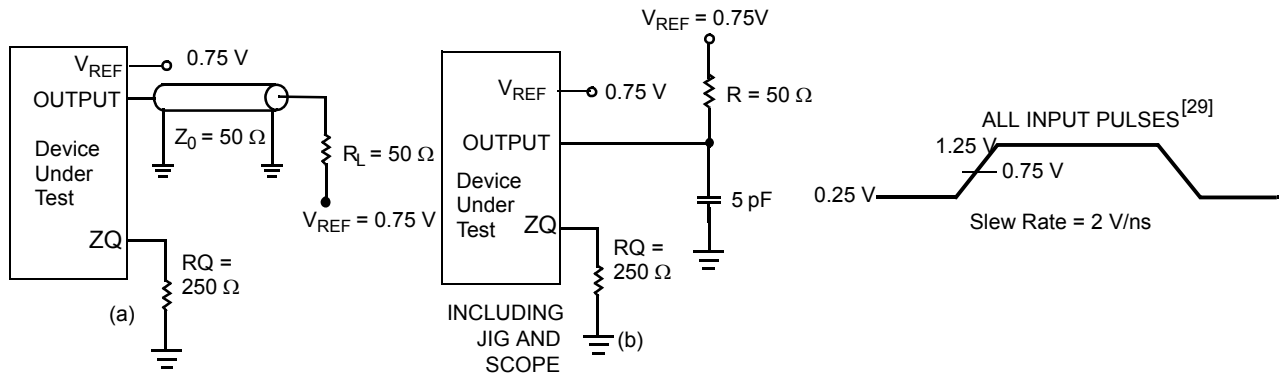 V_REF
0.75 V
OUTPUT
Z_0 = 50 Ω
Device
Under
Test
R_L = 50 Ω
V_REF = 0.75 V
ZQ
RQ =
250 Ω
(a)
V_REF = 0.75V
R = 50 Ω
V_REF
0.75 V
OUTPUT
Device
Under
Test
5 pF
ZQ
RQ =
250 Ω
INCLUDING
JIG AND
SCOPE
(b)
ALL INPUT PULSES[29]
1.25 V
0.75 V
0.25 V
Slew Rate = 2 V/ns